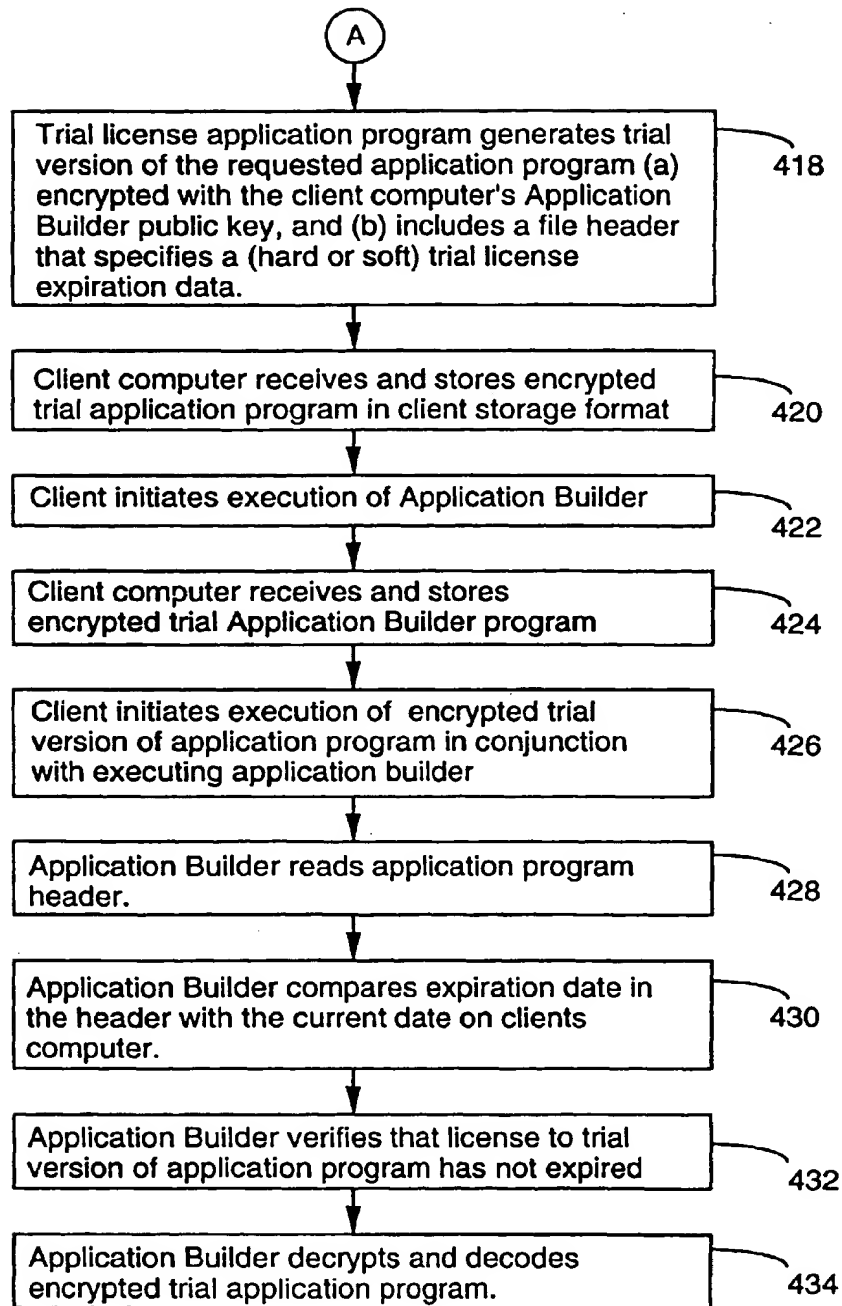 A
Trial license application program generates trial
version of the requested application program (a)
encrypted with the client computer's Application
Builder public key, and (b) includes a file header
that specifies a (hard or soft) trial license
expiration data.
418
Client computer receives and stores encrypted
trial application program in client storage format
420
Client initiates execution of Application Builder
422
Client computer receives and stores
encrypted trial Application Builder program
424
Client initiates execution of encrypted trial
version of application program in conjunction
with executing application builder
426
Application Builder reads application program
header.
428
Application Builder compares expiration date in
the header with the current date on clients
computer.
430
Application Builder verifies that license to trial
version of application program has not expired
432
Application Builder decrypts and decodes
encrypted trial application program.
434